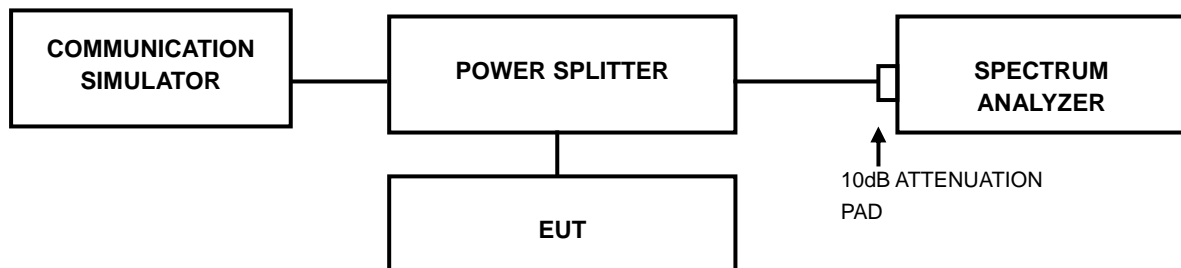 COMMUNICATION
SIMULATOR
POWER SPLITTER
SPECTRUM
ANALYZER
10dB ATTENUATION
PAD
EUT